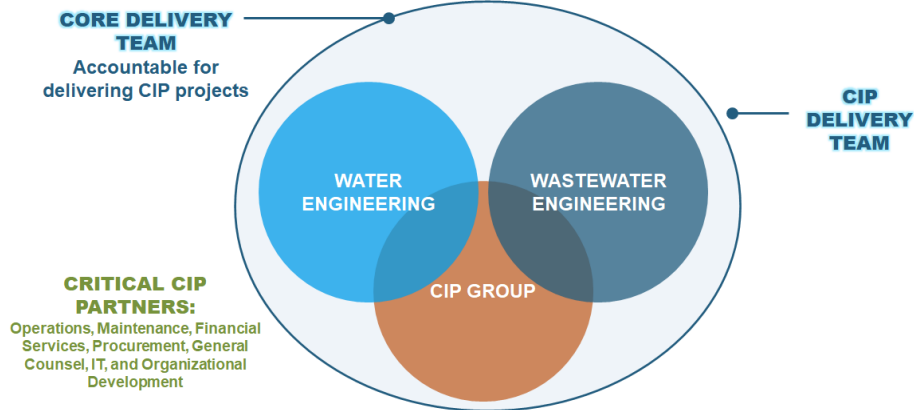 CORE DELIVERY
TEAM
Accountable for
delivering CIP projects
CIP
DELIVERY
TEAM
WATER
ENGINEERING
WASTEWATER
ENGINEERING
CIP GROUP
CRITICAL CIP
PARTNERS:
Operations, Maintenance, Financial
Services, Procurement, General
Counsel, IT, and Organizational
Development